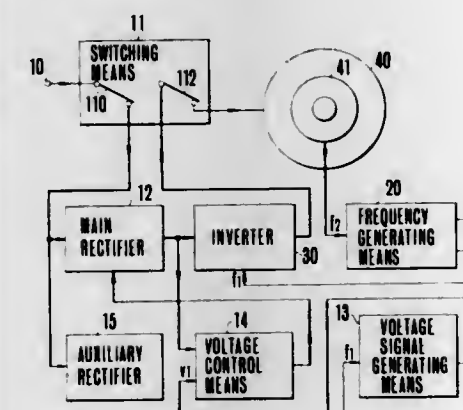 11
SWITCHING
MEANS
10
110
112
40
41
12
MAIN
RECTIFIER
INVERTER
30
f1
20
f2
FREQUENCY
GENERATING
MEANS
15
AUXILIARY
RECTIFIER
14
VOLTAGE
CONTROL
MEANS
V1
13
f1
VOLTAGE
SIGNAL
GENERATING
MEANS